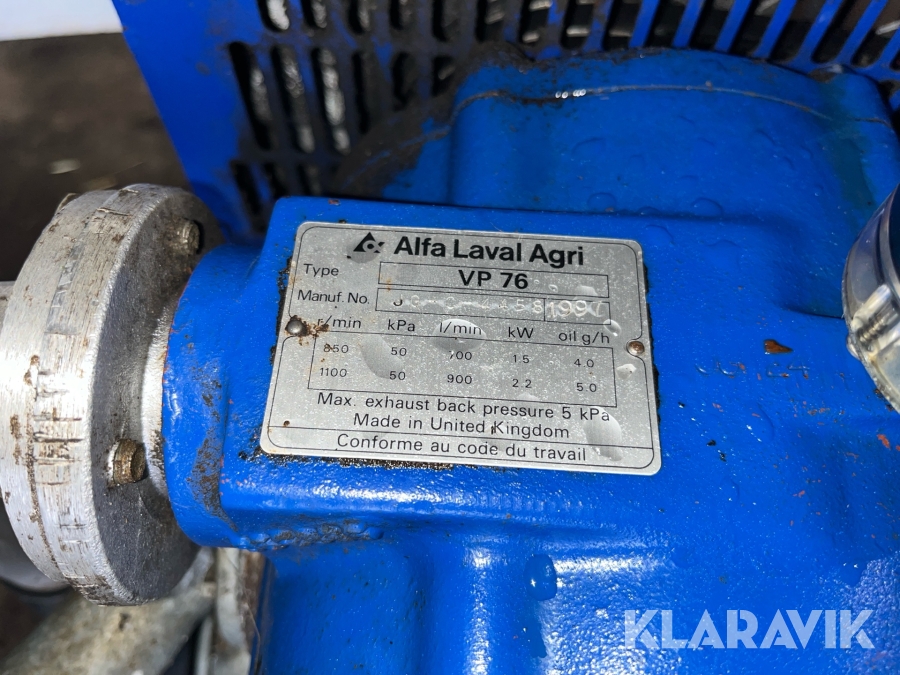 Alfa Laval Agri
Type VP 76
Manuf. No.
r/min kPa l/min kW oil g/h
850 50 700 1.5 4.0
1100 50 900 2.2 5.0
Max. exhaust back pressure 5 kPa
Made in United Kingdom
Conforme au code du travail
KLARAVIK